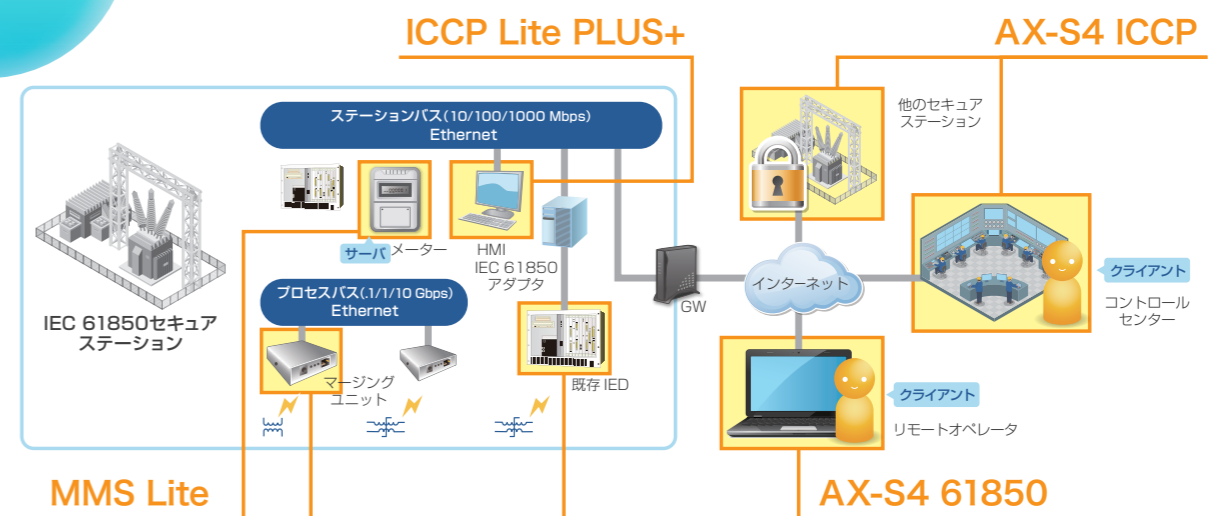 ICCP Lite PLUS+
AX-S4 ICCP
ステーションバス(10/100/1000 Mbps)
Ethernet
他のセキュア
ステーション
サーバ
メーター
HMI
IEC 61850
アダプタ
プロセスバス(.1/1/10 Gbps)
Ethernet
IEC 61850セキュア
ステーション
GW
インターネット
クライアント
コントロール
センター
マージング
ユニット
既存 IED
クライアント
リモートオペレータ
MMS Lite
AX-S4 61850